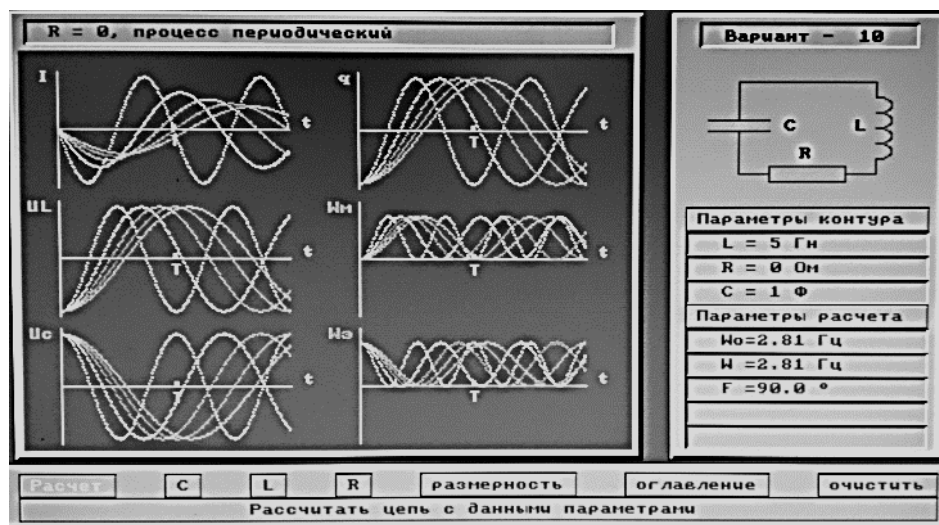 R = 0, процесс периодический
Вариант - 10
I
t
T
q
t
T
C
L
R
UL
t
T
Wм
t
T
Uc
t
T
Wэ
t
T
Параметры контура
L = 5 Гн
R = 0 Ом
C = 1 Ф
Параметры расчета
Wo=2.81 Гц
W =2.81 Гц
F =90.0 °
Расчет
C
L
R
размерность
оглавление
очистить
Рассчитать цепь с данными параметрами